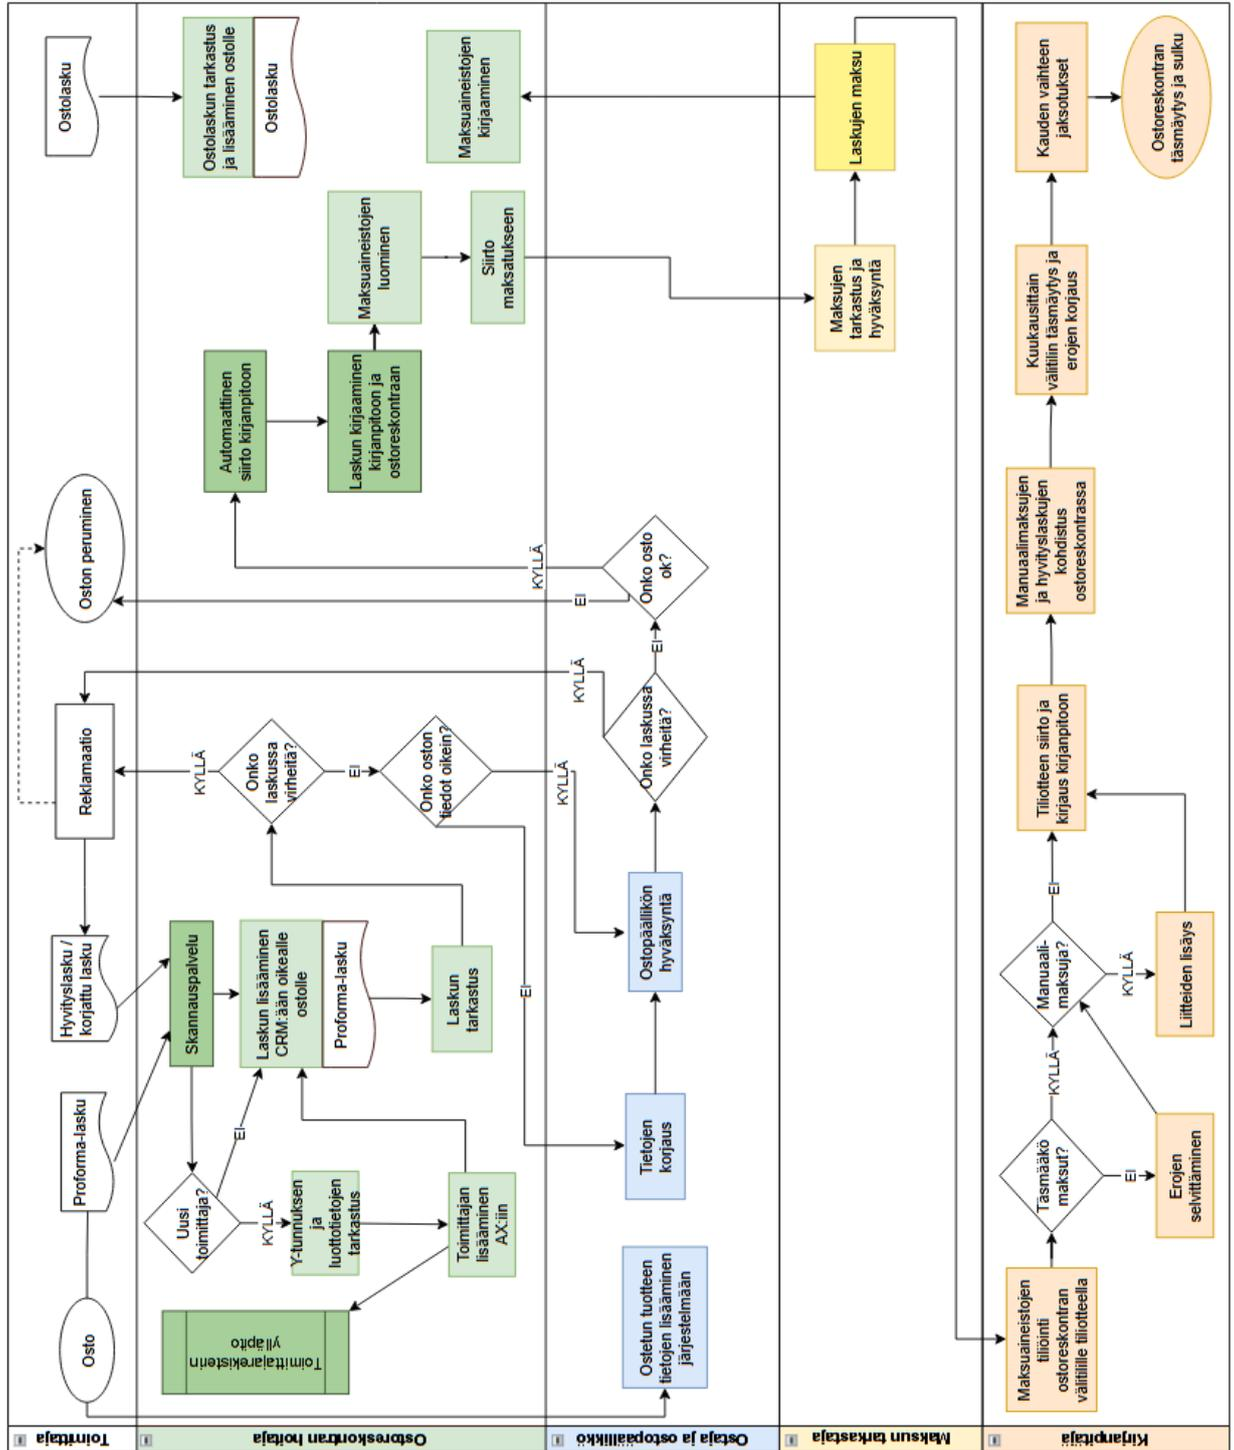 Toimittaja
Osto
Proforma-lasku
Hyvityslasku /
korjattu lasku
Reklamaatio
Oston peruminen
Ostolasku
Ostoreskontran hoitaja
Toimittajarekisterin
ylläpito
Uusi
toimittaja?
EI
KYLLÄ
Y-tunnuksen
ja
luottotietojen
tarkastus
Toimittajan
lisääminen
AX:iin
Skannauspalvelu
Laskun lisääminen
CRM:ään oikealle
ostolle
Proforma-lasku
Laskun
tarkastus
Onko
laskussa
virheitä?
KYLLÄ
EI
Onko oston
tiedot oikein?
KYLLÄ
EI
Automaattinen
siirto kirjanpitoon
Laskun kirjaaminen
kirjanpitoon ja
ostoreskontraan
Maksuaineistojen
luominen
Siirto
maksatukseen
Ostolaskun tarkastus
ja lisääminen ostolle
Ostolasku
Maksuaineistojen
kirjaaminen
Ostaja ja ostopäällikkö
Ostetun tuotteen
tietojen lisääminen
järjestelmään
Tietojen
korjaus
Ostopäällikön
hyväksyntä
Onko laskussa
virheitä?
KYLLÄ
EI
Onko osto
ok?
EI
KYLLÄ
Maksun tarkastaja
Maksujen
tarkastus ja
hyväksyntä
Laskujen maksu
Kirjanpitäjä
Maksuaineistojen
tiliöinti
ostoreskontran
välitilille tiliotteella
Täsmääkö
maksut?
KYLLÄ
EI
Erojen
selvittäminen
Manuaali-
maksuja?
EI
KYLLÄ
Liitteiden lisäys
Tiliotteen siirto ja
kirjaus kirjanpitoon
Manuaalimaksujen
ja hyvityslaskujen
kohdistus
ostoreskontrassa
Kuukausittain
välitilin täsmäytys ja
erojen korjaus
Kauden vaihteen
jaksotukset
Ostoreskontran
täsmäytys ja sulku